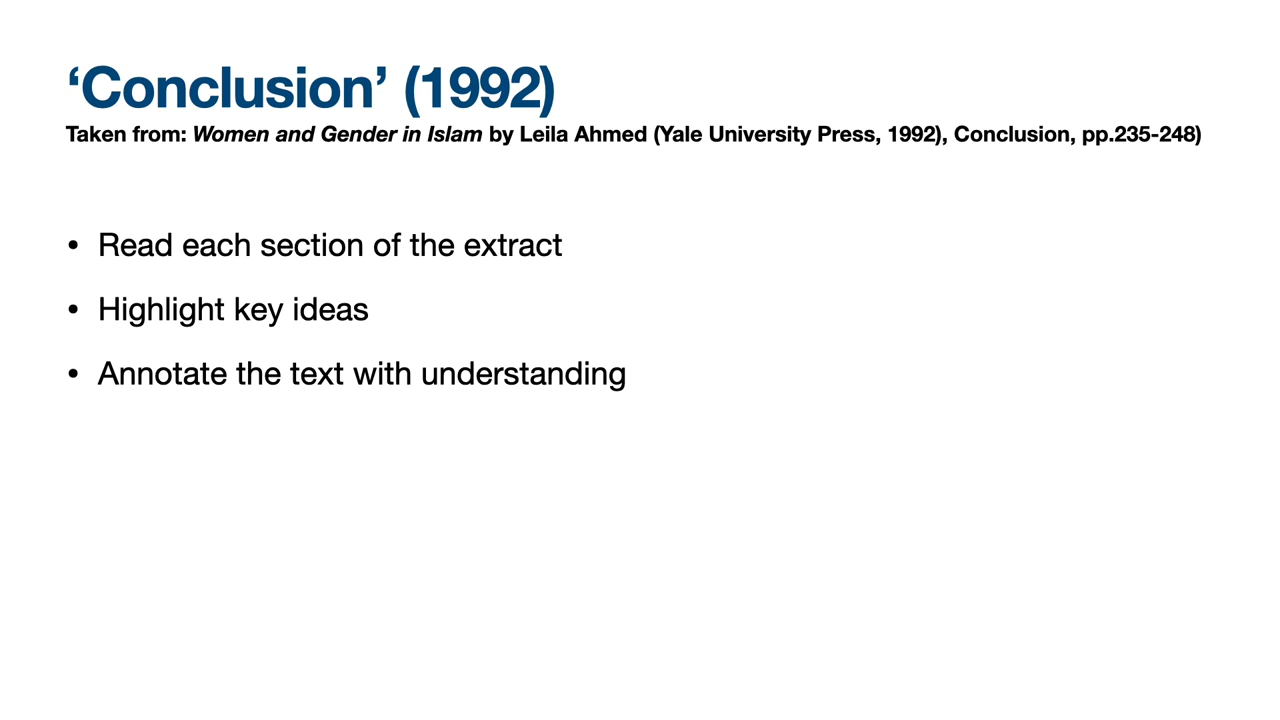 ‘Conclusion’ (1992)
Taken from: Women and Gender in Islam by Leila Ahmed (Yale University Press, 1992), Conclusion, pp.235-248)
• Read each section of the extract
• Highlight key ideas
• Annotate the text with understanding